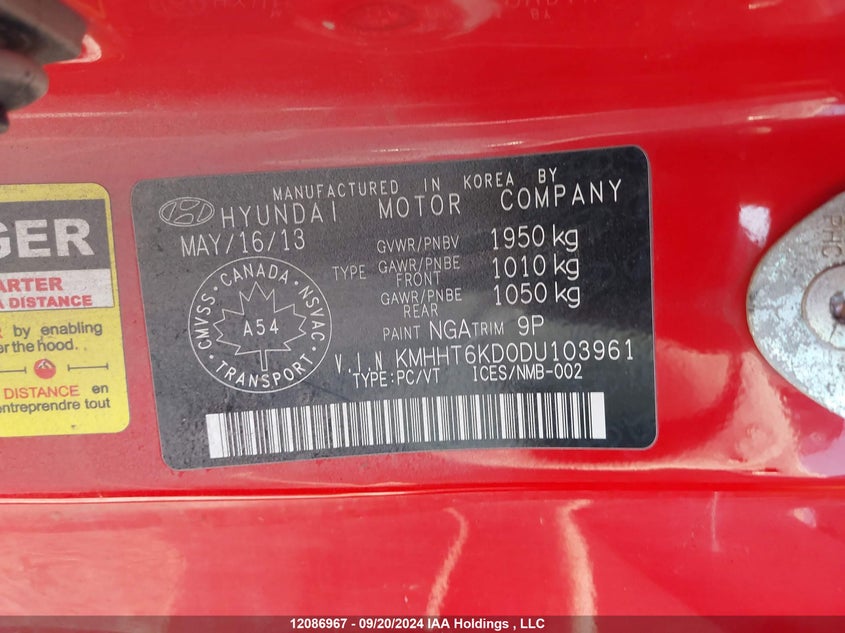 MANUFACTURED IN KOREA BY
HYUNDAI MOTOR COMPANY
MAY/16/13
GVWR/PNBV 1950 kg
TYPE GAWR/PNBE FRONT 1010 kg
GAWR/PNBE REAR 1050 kg
PAINT NGA TRIM 9P
CMVSS · CANADA · NSVAC · TRANSPORT
A54
V.I.N KMHHT6KD0DU103961
TYPE:PC/VT ICES/NMB-002
GER
ARTER
A DISTANCE
by enabling
the hood.
DISTANCE en
entreprendre tout
PHC
12086967 - 09/20/2024 IAA Holdings , LLC